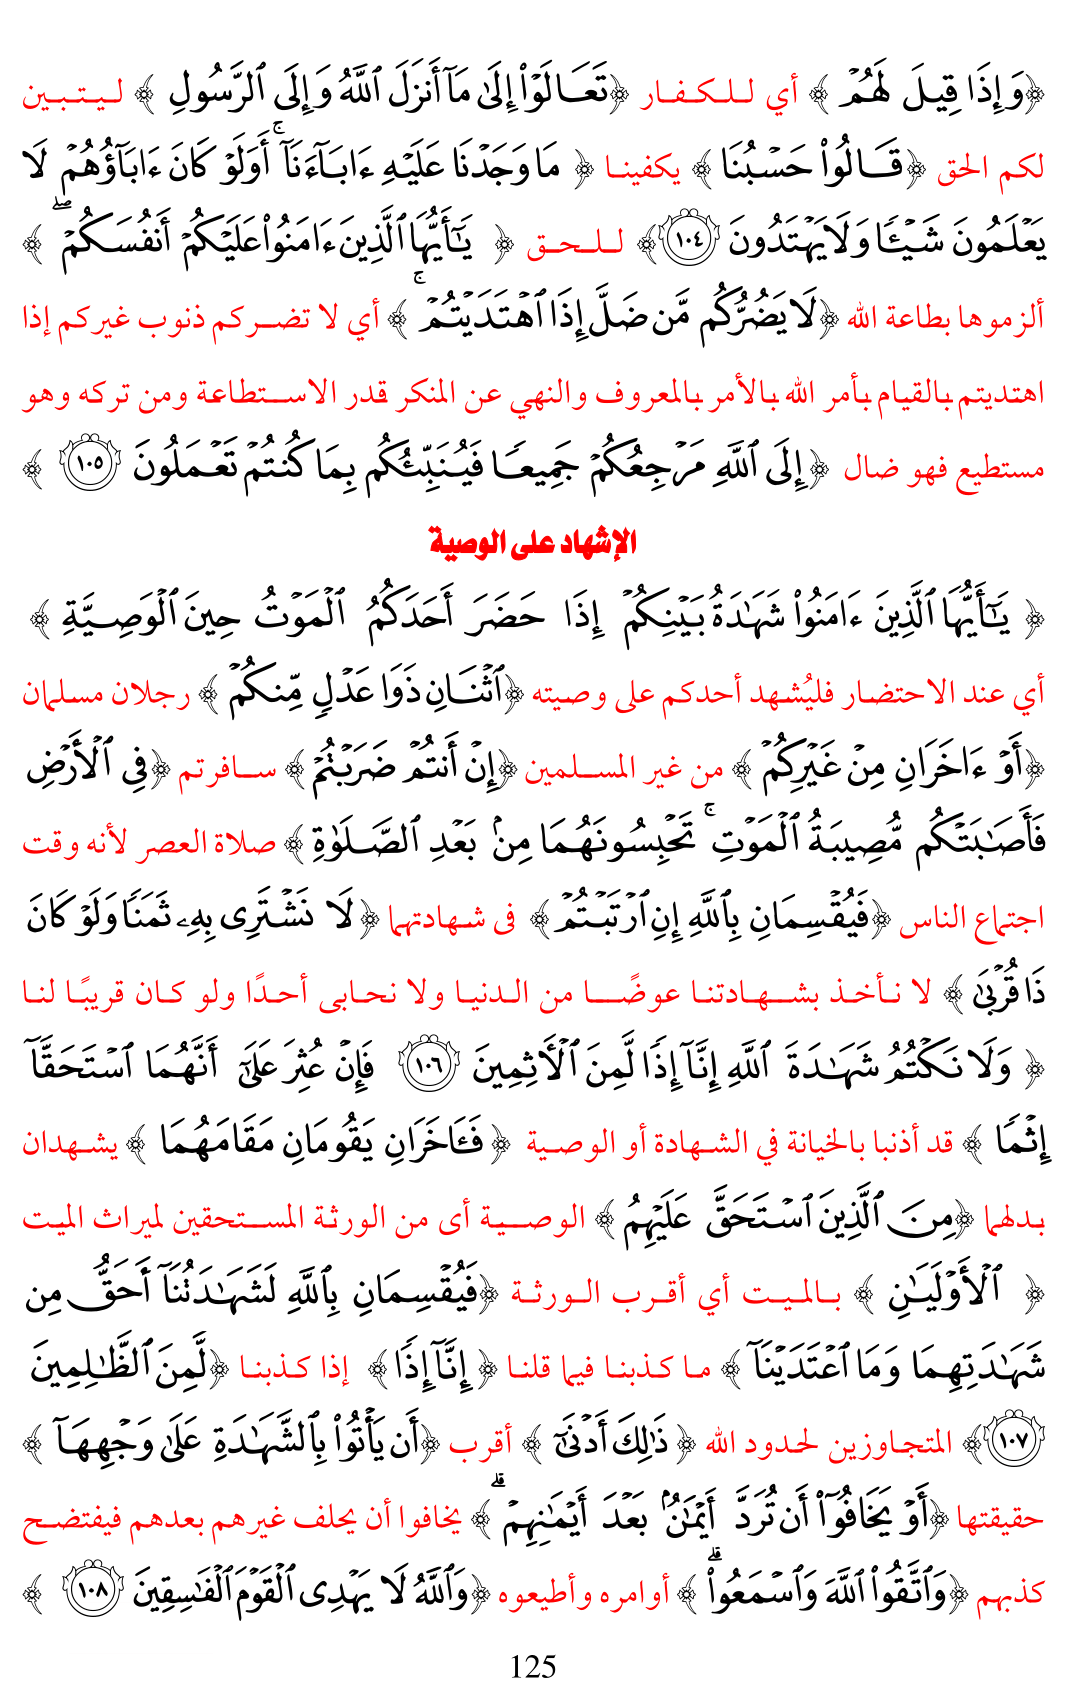 ﴿وَإِذَا قِيلَ لَهُمۡ ﴾ أي للكفار ﴿تَعَالَوۡاْ إِلَىٰ مَآ أَنزَلَ ٱللَّهُ وَإِلَى ٱلرَّسُولِ ﴾ ليتبين
لكم الحق ﴿قَالُواْ حَسۡبُنَا ﴾ يكفينا ﴿ مَا وَجَدۡنَا عَلَيۡهِ ءَابَآءَنَآۚ أَوَلَوۡ كَانَ ءَابَآؤُهُمۡ لَا
يَعۡلَمُونَ شَيۡـٔٗا وَلَا يَهۡتَدُونَ ١٠٤﴾ للحق ﴿ يَٰٓأَيُّهَا ٱلَّذِينَ ءَامَنُواْ عَلَيۡكُمۡ أَنفُسَكُمۡۖ ﴾
ألزموها بطاعة الله ﴿لَا يَضُرُّكُم مَّن ضَلَّ إِذَا ٱهۡتَدَيۡتُمۡۚ ﴾ أي لا تضركم ذنوب غيركم إذا
اهتديتم بالقيام بأمر الله بالأمر بالمعروف والنهي عن المنكر قدر الاستطاعة ومن تركه وهو
مستطيع فهو ضال ﴿إِلَى ٱللَّهِ مَرۡجِعُكُمۡ جَمِيعٗا فَيُنَبِّئُكُم بِمَا كُنتُمۡ تَعۡمَلُونَ ١٠٥ ﴾
الإشهاد على الوصية
﴿ يَٰٓأَيُّهَا ٱلَّذِينَ ءَامَنُواْ شَهَٰدَةُ بَيۡنِكُمۡ إِذَا حَضَرَ أَحَدَكُمُ ٱلۡمَوۡتُ حِينَ ٱلۡوَصِيَّةِ ﴾
أي عند الاحتضار فليُشهد أحدكم على وصيته ﴿ٱثۡنَانِ ذَوَا عَدۡلٖ مِّنكُمۡ ﴾ رجلان مسلمان
﴿أَوۡ ءَاخَرَانِ مِنۡ غَيۡرِكُمۡ ﴾ من غير المسلمين ﴿إِنۡ أَنتُمۡ ضَرَبۡتُمۡ ﴾ سافرتم ﴿فِي ٱلۡأَرۡضِ
فَأَصَٰبَتۡكُم مُّصِيبَةُ ٱلۡمَوۡتِۚ تَحۡبِسُونَهُمَا مِنۢ بَعۡدِ ٱلصَّلَوٰةِ ﴾ صلاة العصر لأنه وقت
اجتماع الناس ﴿فَيُقۡسِمَانِ بِٱللَّهِ إِنِ ٱرۡتَبۡتُمۡ ﴾ فى شهادتهما ﴿لَا نَشۡتَرِي بِهِۦ ثَمَنٗا وَلَوۡ كَانَ
ذَا قُرۡبَىٰ ﴾ لا نأخذ بشهادتنا عوضًا من الدنيا ولا نحابى أحدًا ولو كان قريبًا لنا
﴿ وَلَا نَكۡتُمُ شَهَٰدَةَ ٱللَّهِ إِنَّآ إِذٗا لَّمِنَ ٱلۡأٓثِمِينَ ١٠٦ فَإِنۡ عُثِرَ عَلَىٰٓ أَنَّهُمَا ٱسۡتَحَقَّآ
إِثۡمٗا ﴾ قد أذنبا بالخيانة في الشهادة أو الوصية ﴿فَـَٔاخَرَانِ يَقُومَانِ مَقَامَهُمَا ﴾ يشهدان
بدلهما ﴿مِنَ ٱلَّذِينَ ٱسۡتَحَقَّ عَلَيۡهِمُ ﴾ الوصية أى من الورثة المستحقين لميراث الميت
﴿ ٱلۡأَوۡلَيَٰنِ ﴾ بالميت أي أقرب الورثة ﴿فَيُقۡسِمَانِ بِٱللَّهِ لَشَهَٰدَتُنَآ أَحَقُّ مِن
شَهَٰدَتِهِمَا وَمَا ٱعۡتَدَيۡنَآ ﴾ ما كذبنا فيما قلنا ﴿ إِنَّآ إِذٗا ﴾ إذا كذبنا ﴿لَّمِنَ ٱلظَّٰلِمِينَ
١٠٧﴾ المتجاوزين لحدود الله ﴿ ذَٰلِكَ أَدۡنَىٰٓ ﴾ أقرب ﴿أَن يَأۡتُواْ بِٱلشَّهَٰدَةِ عَلَىٰ وَجۡهِهَآ ﴾
حقيقتها ﴿أَوۡ يَخَافُوٓاْ أَن تُرَدَّ أَيۡمَٰنُۢ بَعۡدَ أَيۡمَٰنِهِمۡۗ ﴾ يخافوا أن يحلف غيرهم بعدهم فيفتضح
كذبهم ﴿وَٱتَّقُواْ ٱللَّهَ وَٱسۡمَعُواْۗ ﴾ أوامره وأطيعوه ﴿وَٱللَّهُ لَا يَهۡدِي ٱلۡقَوۡمَ ٱلۡفَٰسِقِينَ ١٠٨ ﴾
125